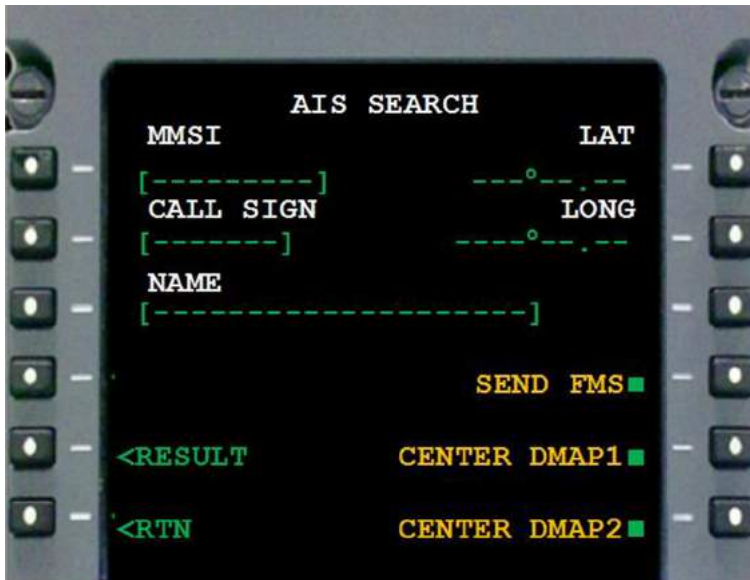 AIS SEARCH
MMSI LAT
[---------] ---°--.--
CALL SIGN LONG
[-------] ----°--.--
NAME
[---------------------]
SEND FMS
<RESULT CENTER DMAP1
<RTN CENTER DMAP2